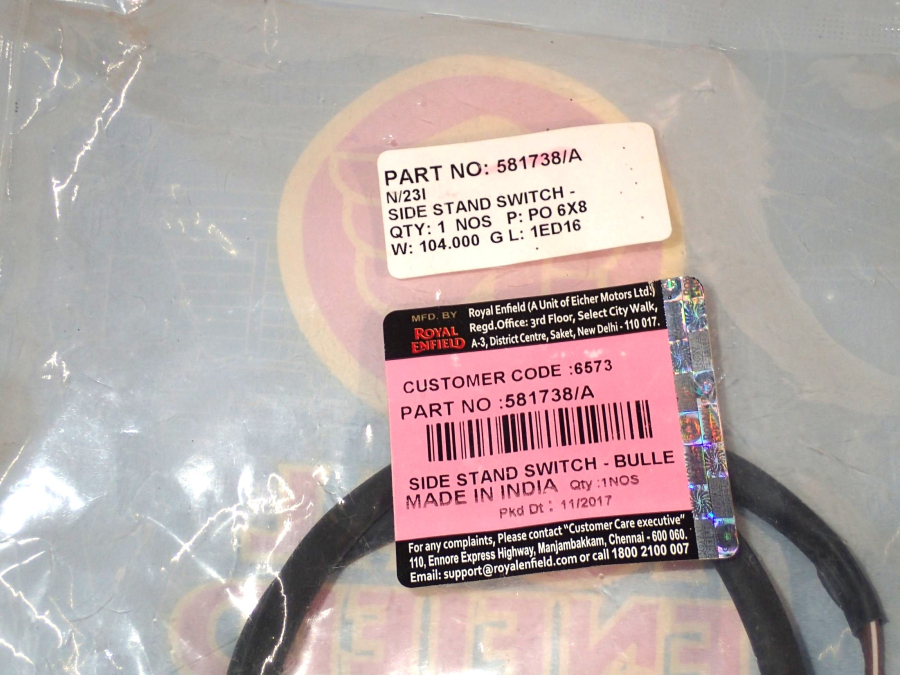 PART NO: 581738/A
N/23I
SIDE STAND SWITCH -
QTY: 1 NOS P: PO 6X8
W: 104.000 G L: 1ED16
MFD. BY
ROYAL
ENFIELD
Royal Enfield (A Unit of Eicher Motors Ltd.)
Regd.Office: 3rd Floor, Select City Walk,
A-3, District Centre, Saket, New Delhi - 110 017.
CUSTOMER CODE :6573
PART NO :581738/A
SIDE STAND SWITCH - BULLE
MADE IN INDIA Qty :1NOS
Pkd Dt : 11/2017
For any complaints, Please contact "Customer Care executive"
110, Ennore Express Highway, Manjambakkam, Chennai - 600 060.
Email: support@royalenfield.com or call 1800 2100 007